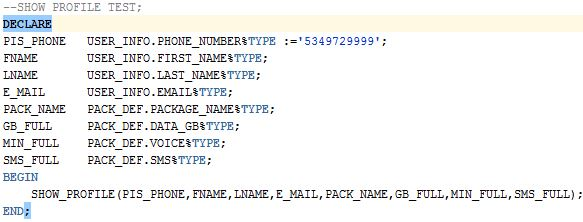 --SHOW PROFILE TEST;
DECLARE
PIS_PHONE USER_INFO.PHONE_NUMBER%TYPE :='5349729999';
FNAME USER_INFO.FIRST_NAME%TYPE;
LNAME USER_INFO.LAST_NAME%TYPE;
E_MAIL USER_INFO.EMAIL%TYPE;
PACK_NAME PACK_DEF.PACKAGE_NAME%TYPE;
GB_FULL PACK_DEF.DATA_GB%TYPE;
MIN_FULL PACK_DEF.VOICE%TYPE;
SMS_FULL PACK_DEF.SMS%TYPE;
BEGIN
SHOW_PROFILE(PIS_PHONE,FNAME,LNAME,E_MAIL,PACK_NAME,GB_FULL,MIN_FULL,SMS_FULL);
END;